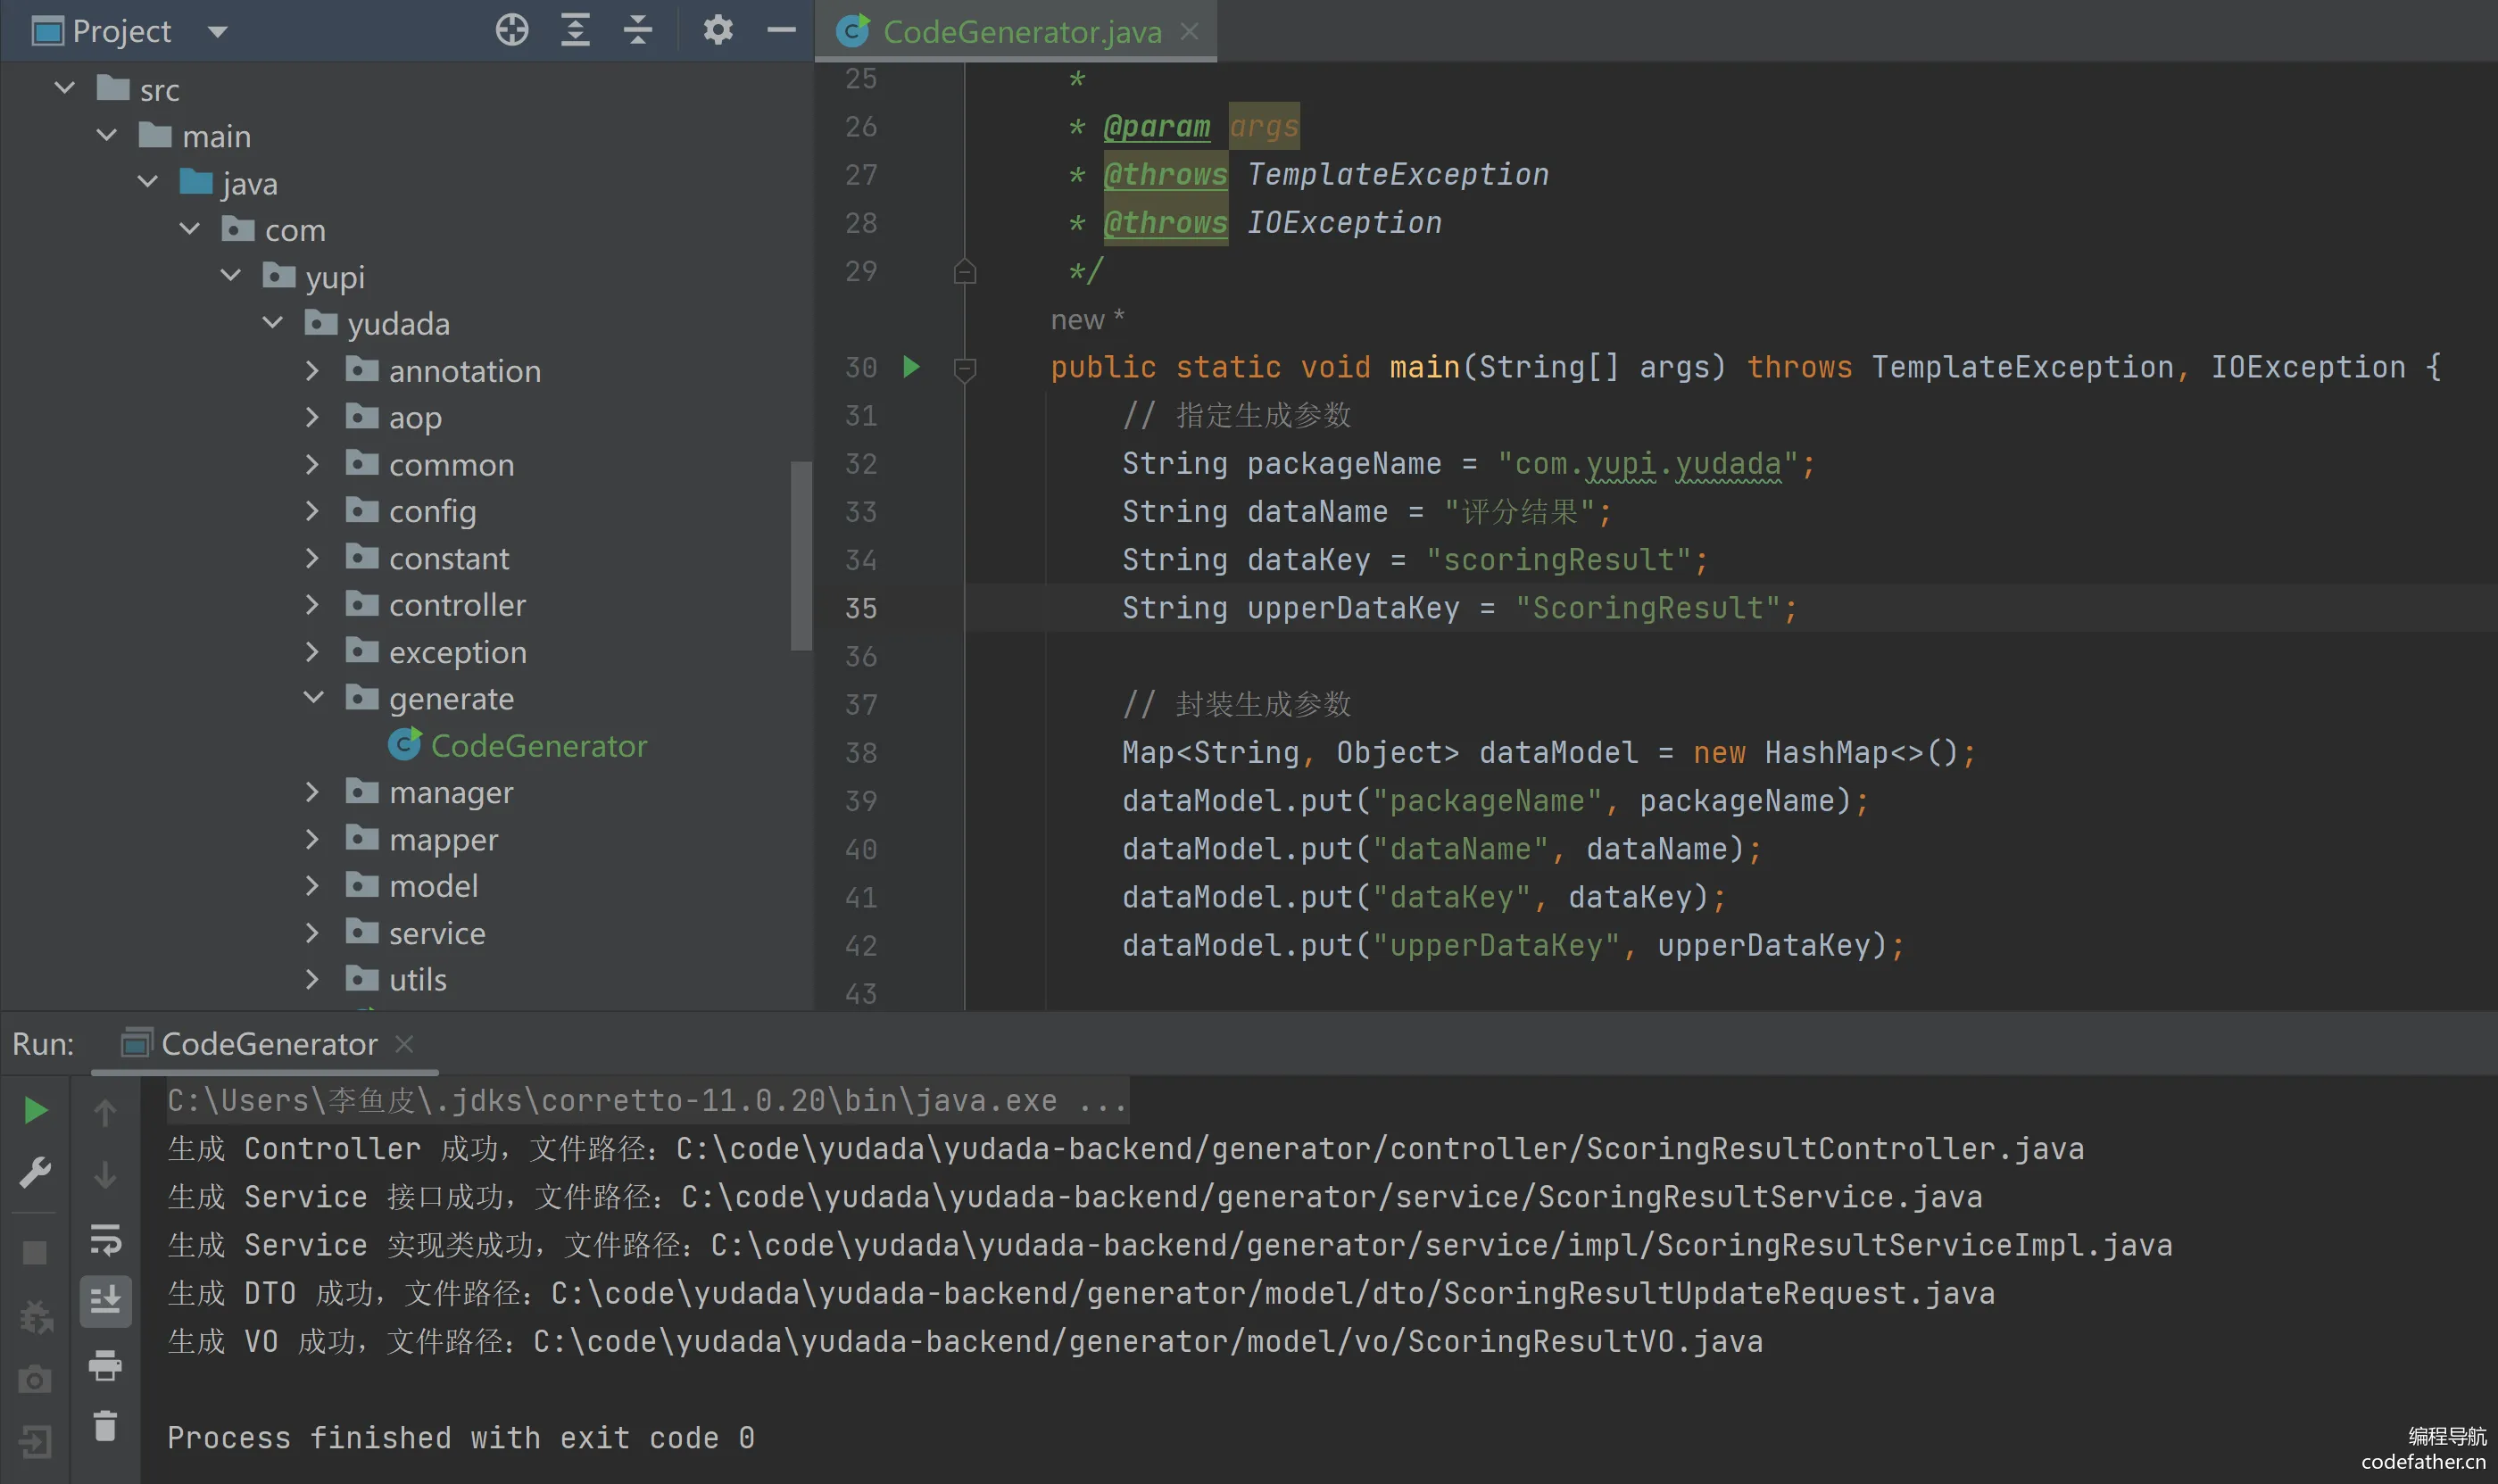 Project
src
main
java
com
yupi
yudada
annotation
aop
common
config
constant
controller
exception
generate
CodeGenerator
manager
mapper
model
service
utils
CodeGenerator.java
25 *
26 * @param args
27 * @throws TemplateException
28 * @throws IOException
29 */
new *
30 public static void main(String[] args) throws TemplateException, IOException {
31 // 指定生成参数
32 String packageName = "com.yupi.yudada";
33 String dataName = "评分结果";
34 String dataKey = "scoringResult";
35 String upperDataKey = "ScoringResult";
36
37 // 封装生成参数
38 Map<String, Object> dataModel = new HashMap<>();
39 dataModel.put("packageName", packageName);
40 dataModel.put("dataName", dataName);
41 dataModel.put("dataKey", dataKey);
42 dataModel.put("upperDataKey", upperDataKey);
43
Run: CodeGenerator
C:\Users\李鱼皮\.jdks\corretto-11.0.20\bin\java.exe ...
生成 Controller 成功，文件路径：C:\code\yudada\yudada-backend/generator/controller/ScoringResultController.java
生成 Service 接口成功，文件路径：C:\code\yudada\yudada-backend/generator/service/ScoringResultService.java
生成 Service 实现类成功，文件路径：C:\code\yudada\yudada-backend/generator/service/impl/ScoringResultServiceImpl.java
生成 DTO 成功，文件路径：C:\code\yudada\yudada-backend/generator/model/dto/ScoringResultUpdateRequest.java
生成 VO 成功，文件路径：C:\code\yudada\yudada-backend/generator/model/vo/ScoringResultVO.java
Process finished with exit code 0
编程导航
codefather.cn